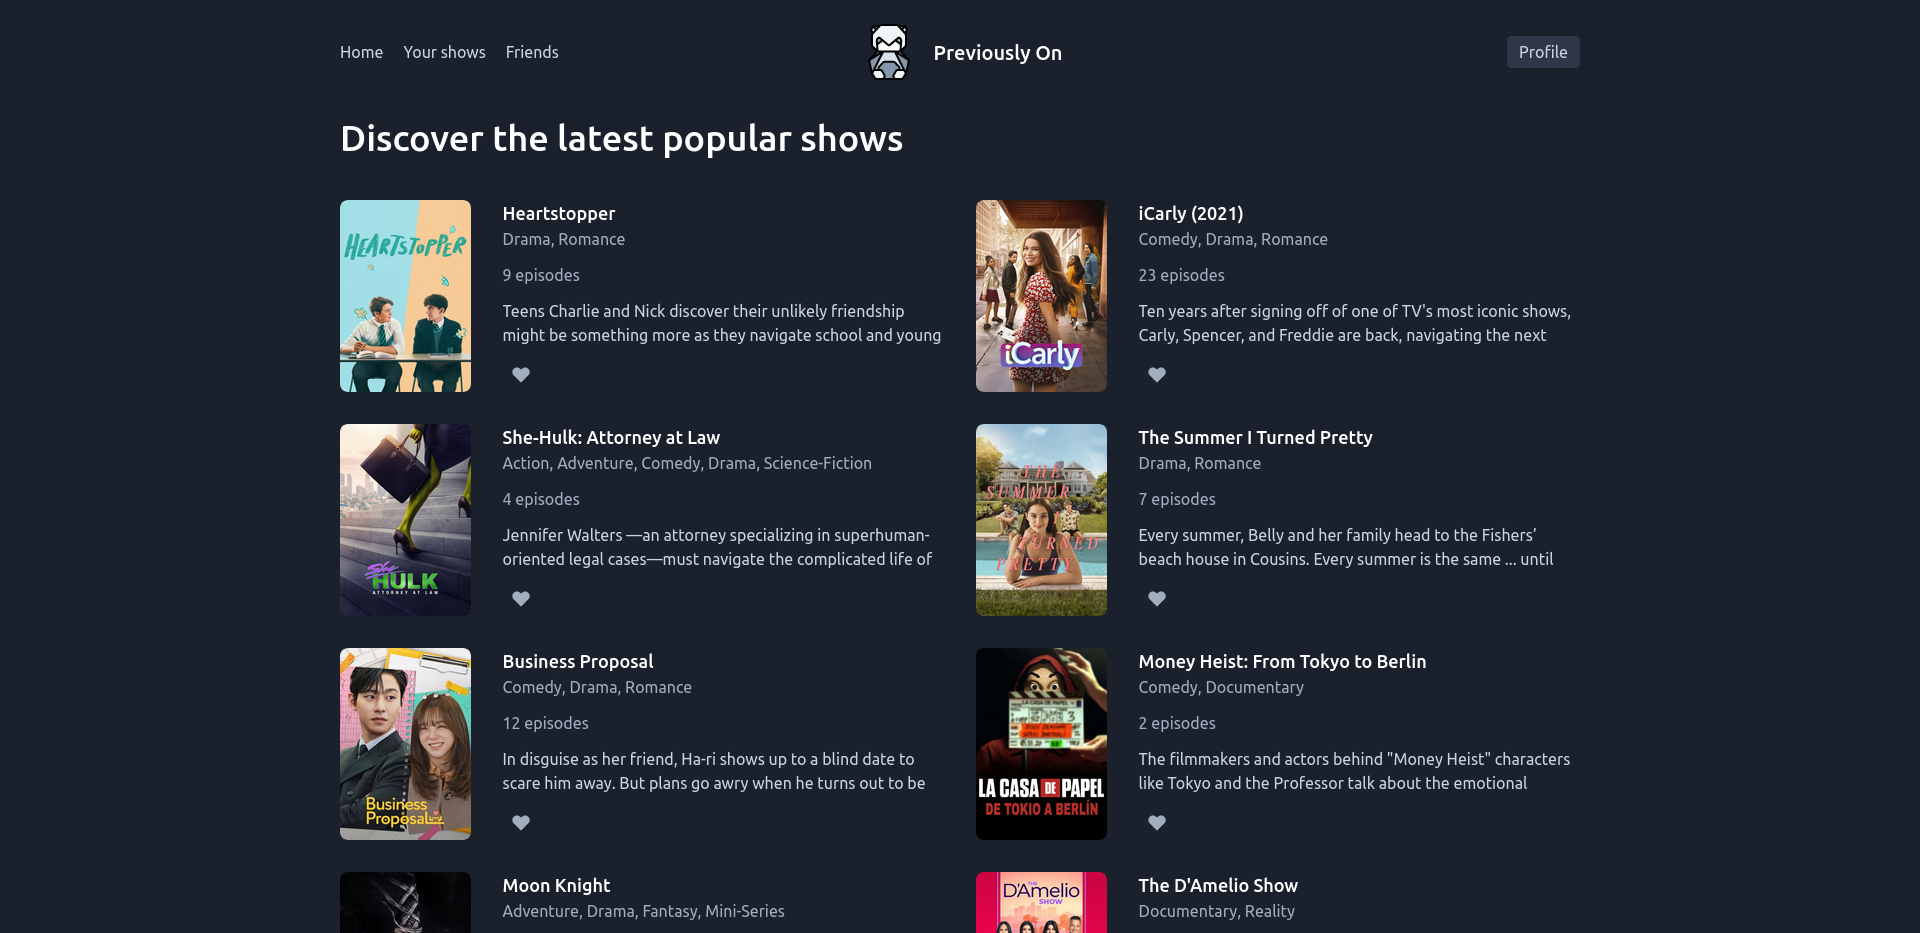 Home Your shows Friends
Previously On
Profile
Discover the latest popular shows
HEARTSTOPPER
Heartstopper
Drama, Romance
9 episodes
Teens Charlie and Nick discover their unlikely friendship
might be something more as they navigate school and young
iCarly
iCarly (2021)
Comedy, Drama, Romance
23 episodes
Ten years after signing off of one of TV's most iconic shows,
Carly, Spencer, and Freddie are back, navigating the next
She
HULK
ATTORNEY AT LAW
She-Hulk: Attorney at Law
Action, Adventure, Comedy, Drama, Science-Fiction
4 episodes
Jennifer Walters —an attorney specializing in superhuman-
oriented legal cases—must navigate the complicated life of
THE
SUMMER
I
TURNED
PRETTY
The Summer I Turned Pretty
Drama, Romance
7 episodes
Every summer, Belly and her family head to the Fishers’
beach house in Cousins. Every summer is the same ... until
Business
Proposal
Business Proposal
Comedy, Drama, Romance
12 episodes
In disguise as her friend, Ha-ri shows up to a blind date to
scare him away. But plans go awry when he turns out to be
LA CASA DE PAPEL
3
LA CASA DE PAPEL
DE TOKIO A BERLÍN
Money Heist: From Tokyo to Berlin
Comedy, Documentary
2 episodes
The filmmakers and actors behind "Money Heist" characters
like Tokyo and the Professor talk about the emotional
Moon Knight
Adventure, Drama, Fantasy, Mini-Series
THE
D'Amelio
SHOW
The D'Amelio Show
Documentary, Reality